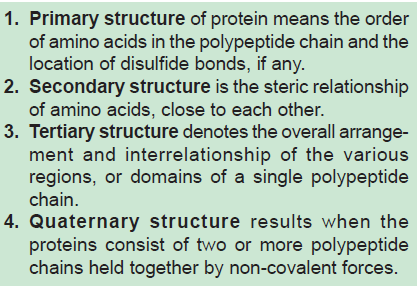 1. Primary structure of protein means the order
of amino acids in the polypeptide chain and the
location of disulfide bonds, if any.
2. Secondary structure is the steric relationship
of amino acids, close to each other.
3. Tertiary structure denotes the overall arrange-
ment and interrelationship of the various
regions, or domains of a single polypeptide
chain.
4. Quaternary structure results when the
proteins consist of two or more polypeptide
chains held together by non-covalent forces.